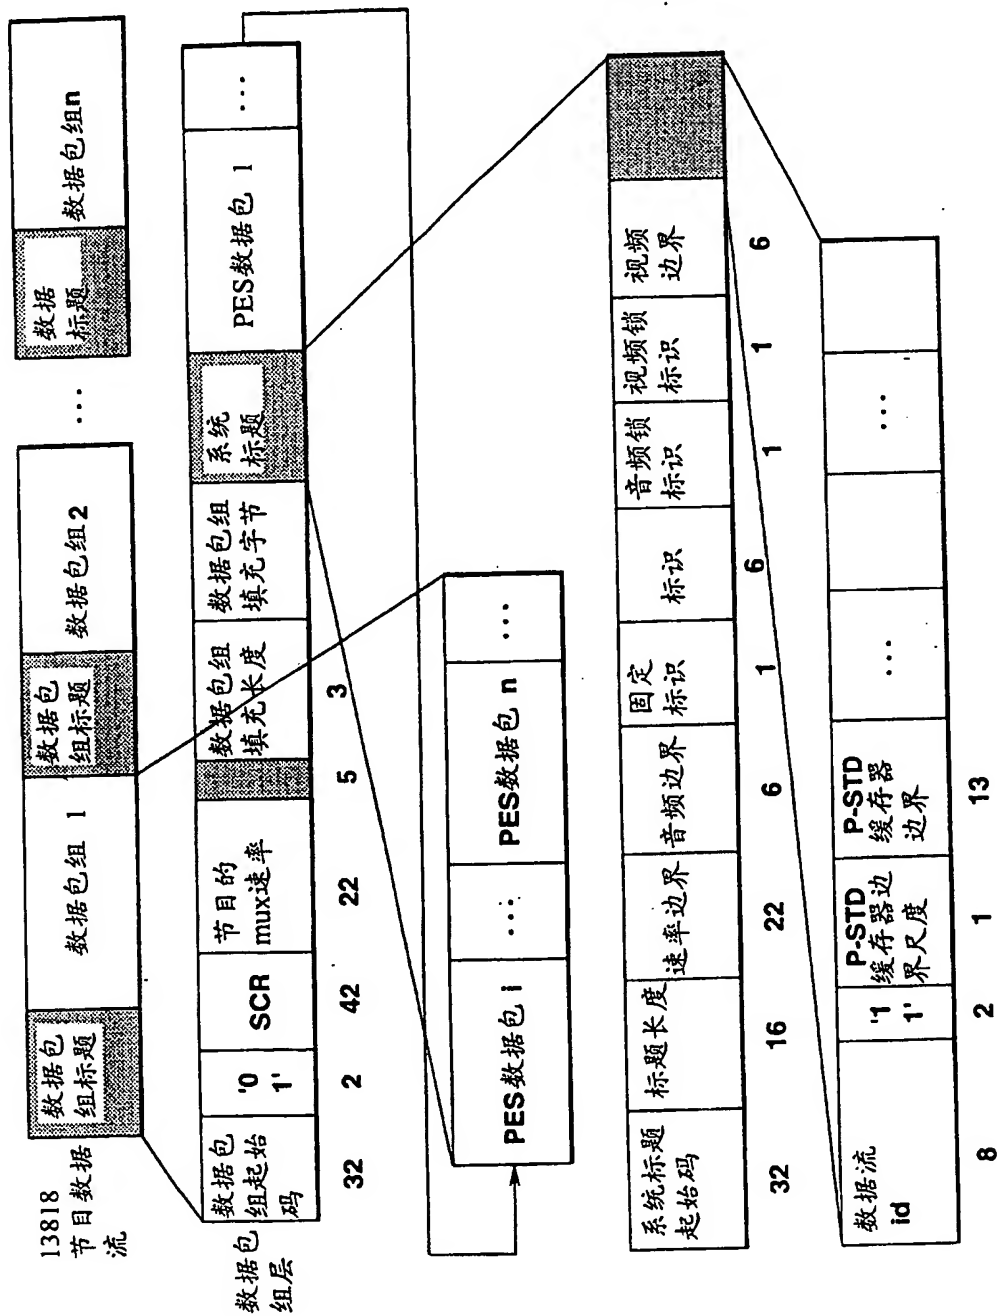 13818
节目数据
流
数据包
组标题
数据包组 1
数据包
组标题
数据包组2
...
数据
标题
数据包组n
数据包
组层
数据包
组起始
码
'0
1'
SCR
节目的
mux速率
数据包组
填充长度
数据包组
填充字节
系统
标题
PES数据包 1
...
32
2
42
22
5
3
PES数据包 i
...
PES数据包 n
...
系统标题
起始码
标题长度
速率边界
音频边界
固定
标识
标识
音频锁
标识
视频锁
标识
视频
边界
32
16
22
6
1
6
1
1
6
数据流
id
'1
1'
P-STD
缓存器边
界尺度
P-STD
缓存器
边界
...
...
8
2
1
13